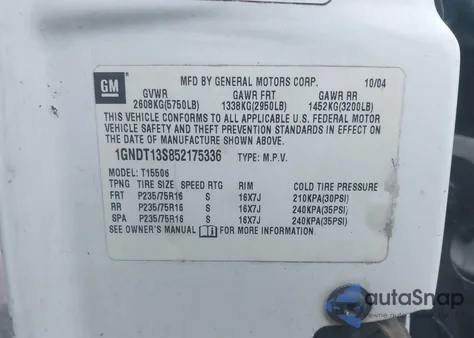 GM
MFD BY GENERAL MOTORS CORP. 10/04
GVWR GAWR FRT GAWR RR
2608KG(5750LB) 1338KG(2950LB) 1452KG(3200LB)
THIS VEHICLE CONFORMS TO ALL APPLICABLE U.S. FEDERAL MOTOR
VEHICLE SAFETY AND THEFT PREVENTION STANDARDS IN EFFECT
ON THE DATE OF MANUFACTURE SHOWN ABOVE.
1GNDT13S852175336 TYPE: M.P.V.
MODEL: T15506
TPNG TIRE SIZE SPEED RTG RIM COLD TIRE PRESSURE
FRT P235/75R16 S 16X7J 210KPA(30PSI)
RR P235/75R16 S 16X7J 240KPA(35PSI)
SPA P235/75R16 S 16X7J 240KPA(35PSI)
SEE OWNER'S MANUAL FOR MORE INFORMATION.
autoSnap